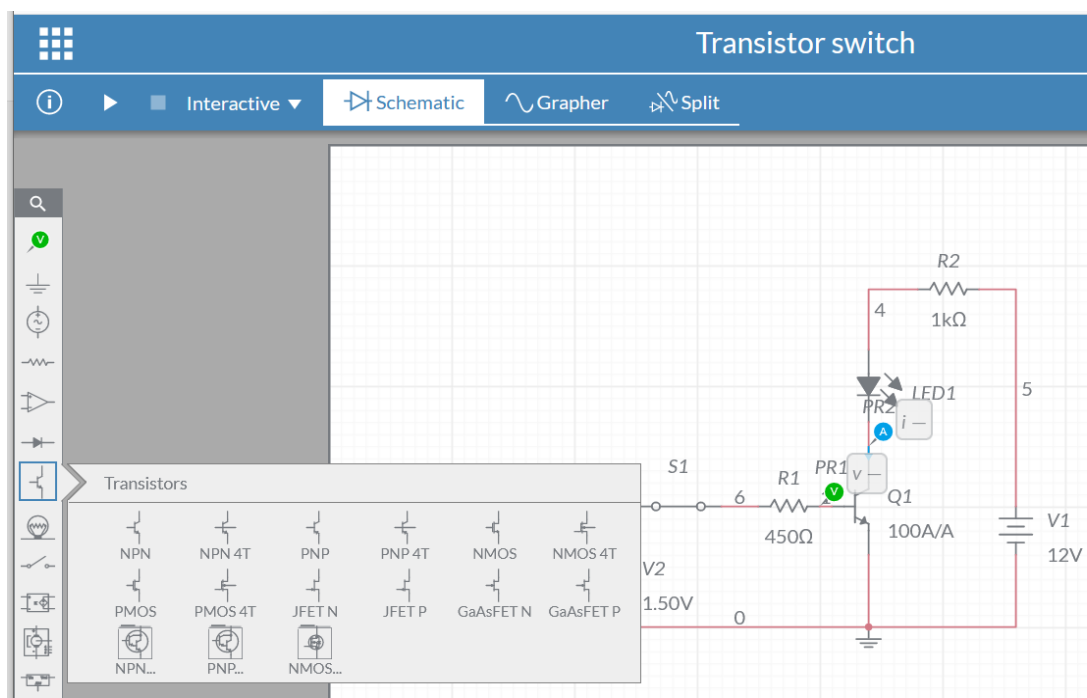 Transistor switch
Interactive Schematic Grapher Split
V
R2
4
1kΩ
LED1
5
PR2
i —
A
Transistors
S1
R1
PR1
v —
V
6
Q1
450Ω
100A/A
V1
12V
NPN NPN 4T PNP PNP 4T NMOS NMOS 4T
V2
PMOS PMOS 4T JFET N JFET P GaAsFET N GaAsFET P
1.50V
0
NPN... PNP... NMOS...